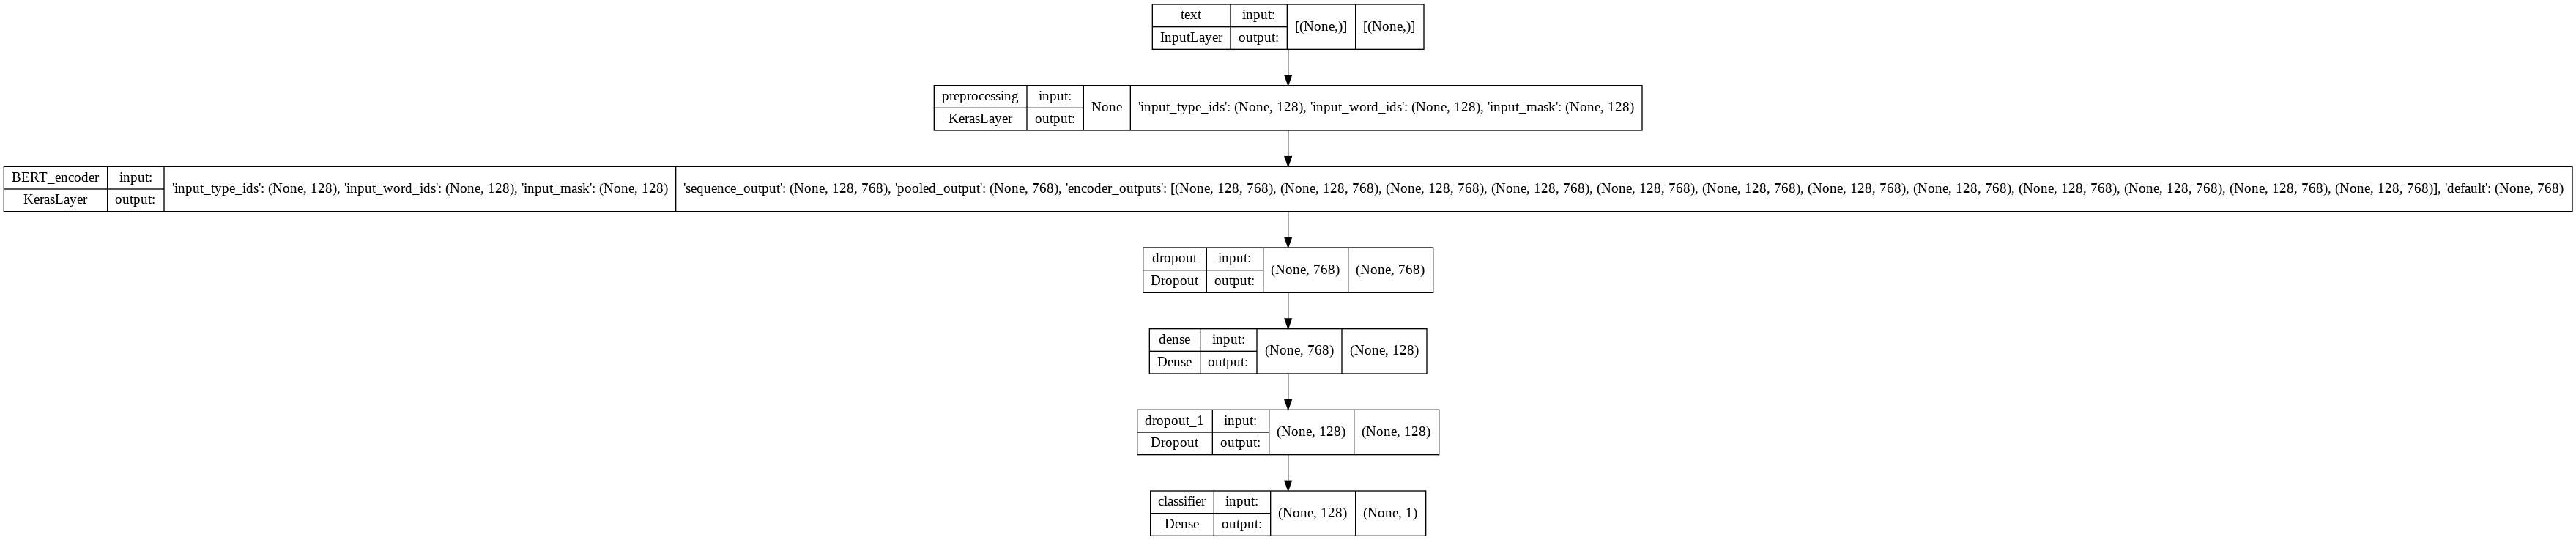 text input: [(None,)] [(None,)]
InputLayer output:
preprocessing input: None 'input_type_ids': (None, 128), 'input_word_ids': (None, 128), 'input_mask': (None, 128)
KerasLayer output:
BERT_encoder input: 'input_type_ids': (None, 128), 'input_word_ids': (None, 128), 'input_mask': (None, 128) 'sequence_output': (None, 128, 768), 'pooled_output': (None, 768), 'encoder_outputs': [(None, 128, 768), (None, 128, 768), (None, 128, 768), (None, 128, 768), (None, 128, 768), (None, 128, 768), (None, 128, 768), (None, 128, 768), (None, 128, 768), (None, 128, 768), (None, 128, 768), (None, 128, 768)], 'default': (None, 768)
KerasLayer output:
dropout input: (None, 768) (None, 768)
Dropout output:
dense input: (None, 768) (None, 128)
Dense output:
dropout_1 input: (None, 128) (None, 128)
Dropout output:
classifier input: (None, 128) (None, 1)
Dense output: